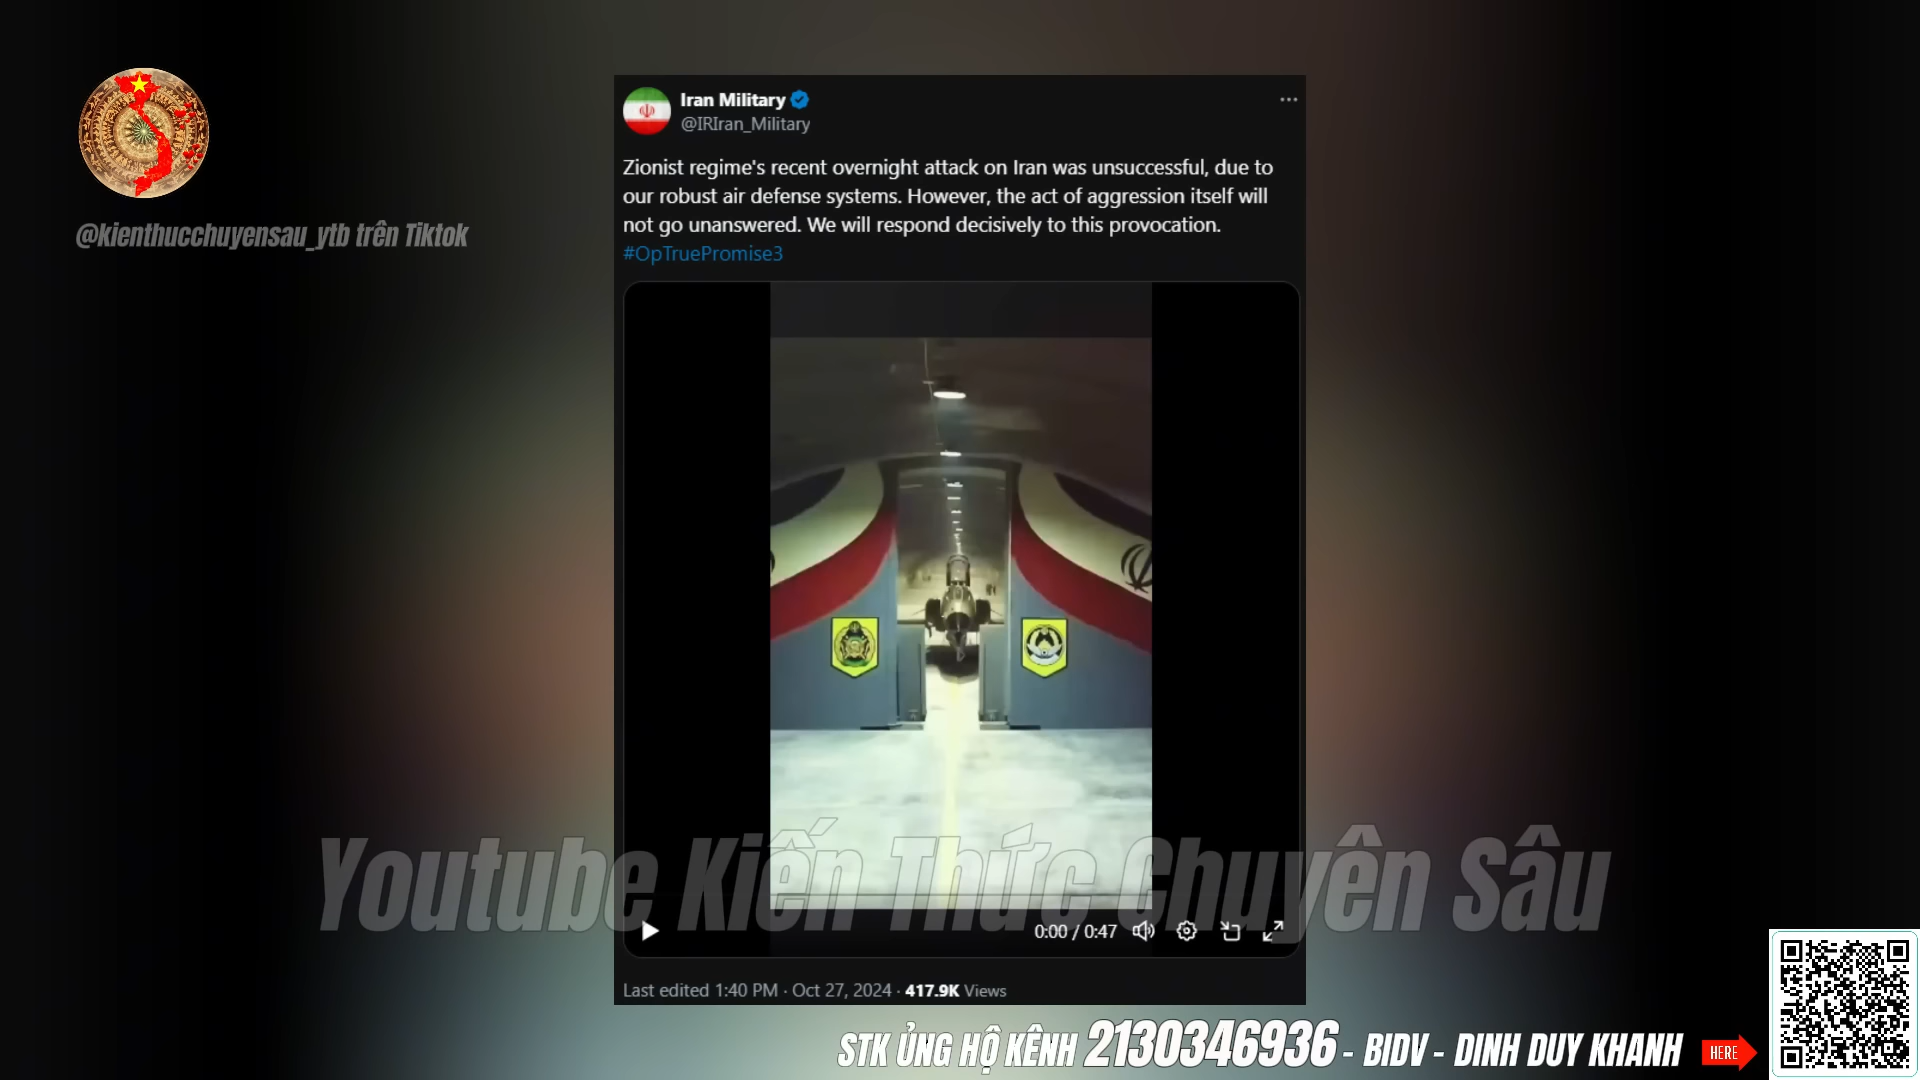 Iran Military
@IRIran_Military
Zionist regime's recent overnight attack on Iran was unsuccessful, due to
our robust air defense systems. However, the act of aggression itself will
not go unanswered. We will respond decisively to this provocation.
#OpTruePromise3
@kienthucchuyensau_ytb trên Tiktok
Youtube Kiến Thức Chuyên Sâu
0:00 / 0:47
Last edited 1:40 PM · Oct 27, 2024 · 417.9K Views
STK ỦNG HỘ KÊNH 2130346936 - BIDV - DINH DUY KHANH
HERE